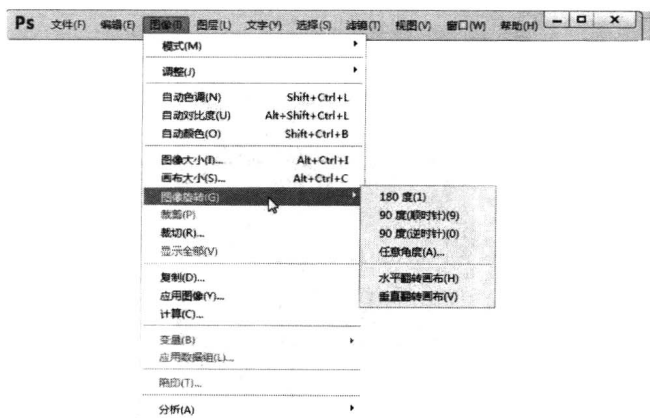 Ps 文件(F) 编辑(E) 图像(I) 图层(L) 文字(Y) 选择(S) 滤镜(T) 视图(V) 窗口(W) 帮助(H)
模式(M)
调整(J)
自动色调(N) Shift+Ctrl+L
自动对比度(U) Alt+Shift+Ctrl+L
自动颜色(O) Shift+Ctrl+B
图像大小(I)... Alt+Ctrl+I
画布大小(S)... Alt+Ctrl+C
图像旋转(G)
180 度(1)
90 度(顺时针)(9)
90 度(逆时针)(0)
任意角度(A)...
水平翻转画布(H)
垂直翻转画布(V)
裁剪(P)
裁切(R)...
显示全部(V)
复制(D)...
应用图像(Y)...
计算(C)...
变量(B)
应用数据组(L)...
陷印(T)...
分析(A)